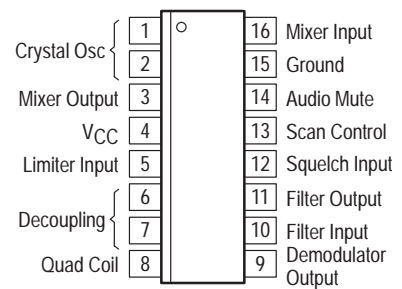 Crystal Osc
1
2
Mixer Output 3
VCC 4
Limiter Input 5
Decoupling
6
7
Quad Coil 8
16 Mixer Input
15 Ground
14 Audio Mute
13 Scan Control
12 Squelch Input
11 Filter Output
10 Filter Input
9 Demodulator
Output